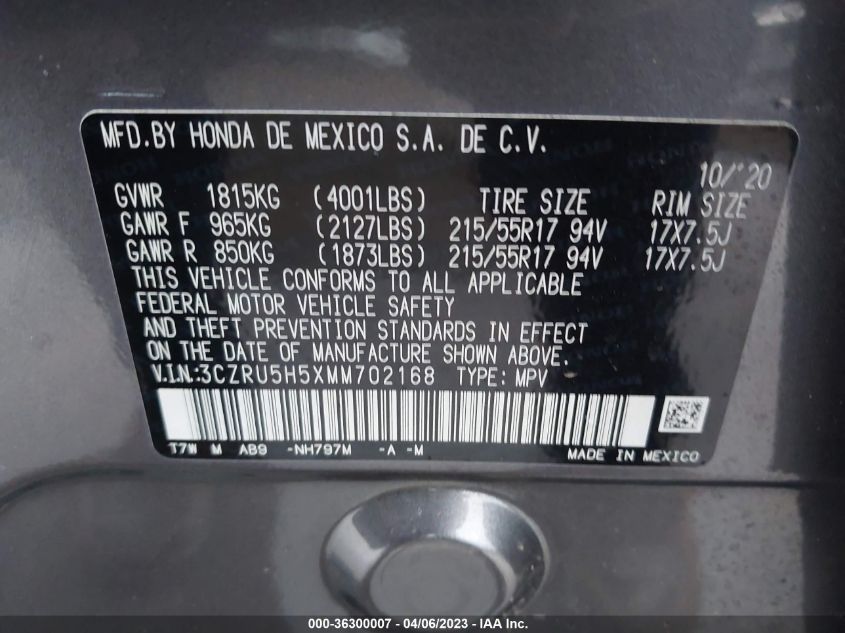 MFD.BY HONDA DE MEXICO S.A. DE C.V.
10/'20
GVWR 1815KG (4001LBS) TIRE SIZE RIM SIZE
GAWR F 965KG (2127LBS) 215/55R17 94V 17X7.5J
GAWR R 850KG (1873LBS) 215/55R17 94V 17X7.5J
THIS VEHICLE CONFORMS TO ALL APPLICABLE
FEDERAL MOTOR VEHICLE SAFETY
AND THEFT PREVENTION STANDARDS IN EFFECT
ON THE DATE OF MANUFACTURE SHOWN ABOVE.
V.I.N.:3CZRU5H5XMM702168 TYPE: MPV
T7W M AB9 -NH797M -A -M MADE IN MEXICO
000-36300007 - 04/06/2023 - IAA Inc.